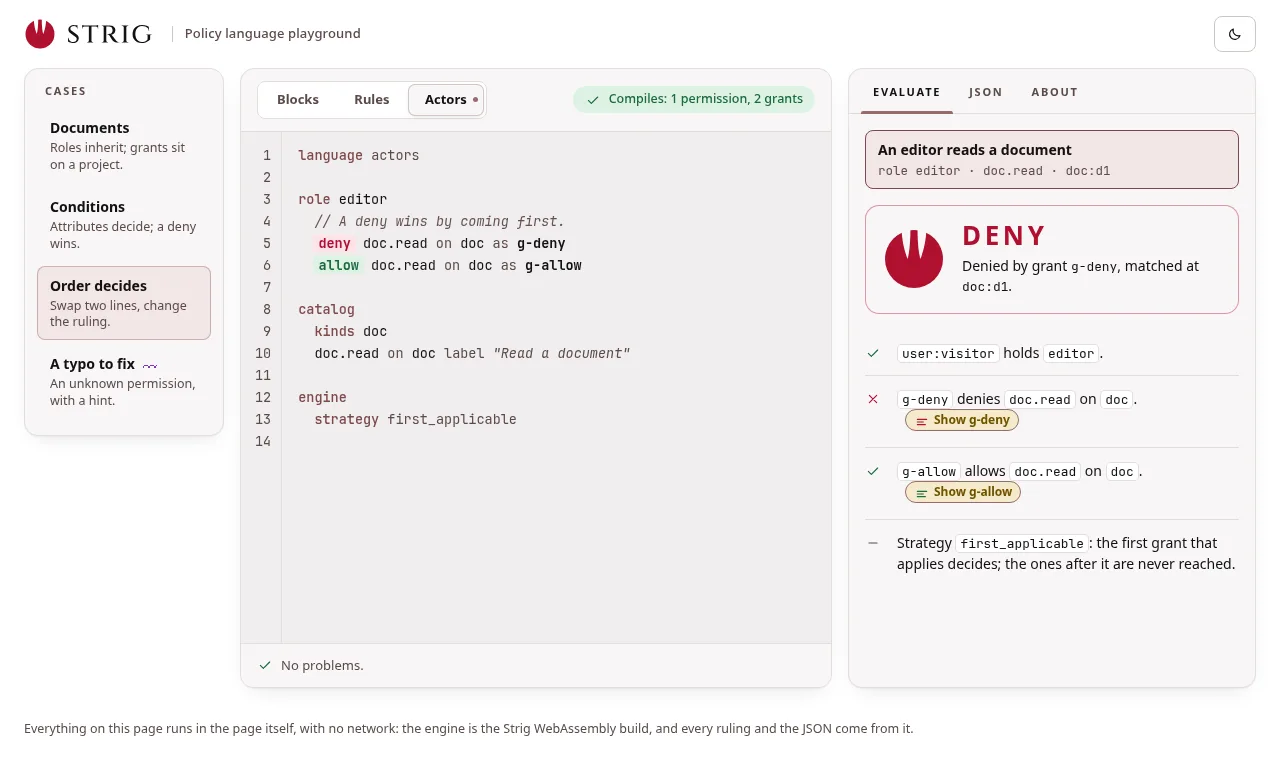 STRIG
Policy language playground
CASES
Documents
Roles inherit; grants sit
on a project.
Conditions
Attributes decide; a deny
wins.
Order decides
Swap two lines, change
the ruling.
A typo to fix
An unknown permission,
with a hint.
Blocks Rules Actors
Compiles: 1 permission, 2 grants
1 language actors
2
3 role editor
4 // A deny wins by coming first.
5 deny doc.read on doc as g-deny
6 allow doc.read on doc as g-allow
7
8 catalog
9 kinds doc
10 doc.read on doc label "Read a document"
11
12 engine
13 strategy first_applicable
14
No problems.
EVALUATE JSON ABOUT
An editor reads a document
role editor · doc.read · doc:d1
DENY
Denied by grant g-deny, matched at
doc:d1.
user:visitor holds editor.
g-deny denies doc.read on doc.
Show g-deny
g-allow allows doc.read on doc.
Show g-allow
Strategy first_applicable: the first grant that
applies decides; the ones after it are never reached.
Everything on this page runs in the page itself, with no network: the engine is the Strig WebAssembly build, and every ruling and the JSON come from it.